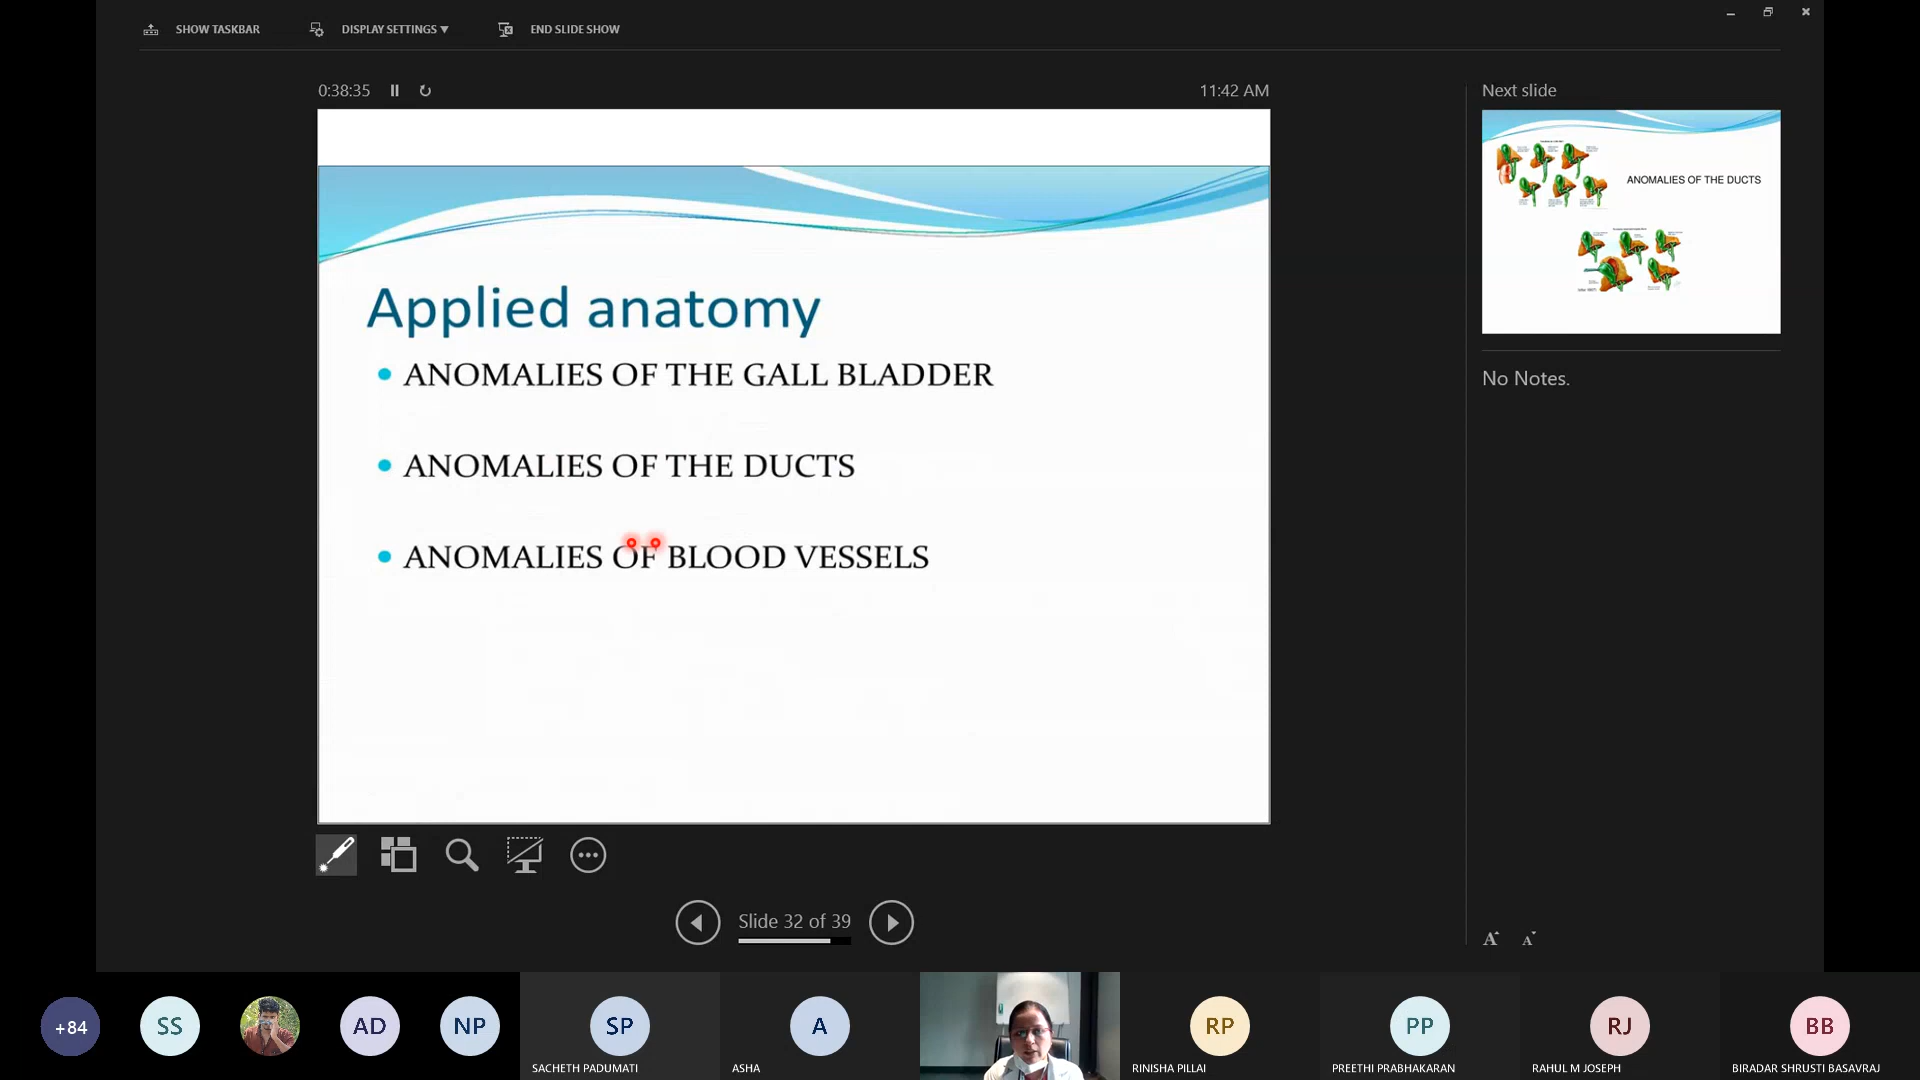 SHOW TASKBAR
DISPLAY SETTINGS
END SLIDE SHOW
0:38:35
11:42 AM
Next slide
Applied anatomy
ANOMALIES OF THE GALL BLADDER
ANOMALIES OF THE DUCTS
ANOMALIES OF BLOOD VESSELS
ANOMALIES OF THE DUCTS
No Notes.
Slide 32 of 39
A A
+84
SS
AD
NP
SP
A
RP
PP
RJ
BB
SACHETH PADUMATI
ASHA
RINISHA PILLAI
PREETHI PRABHAKARAN
RAHUL M JOSEPH
BIRADAR SHRUSTI BASAVRAJ